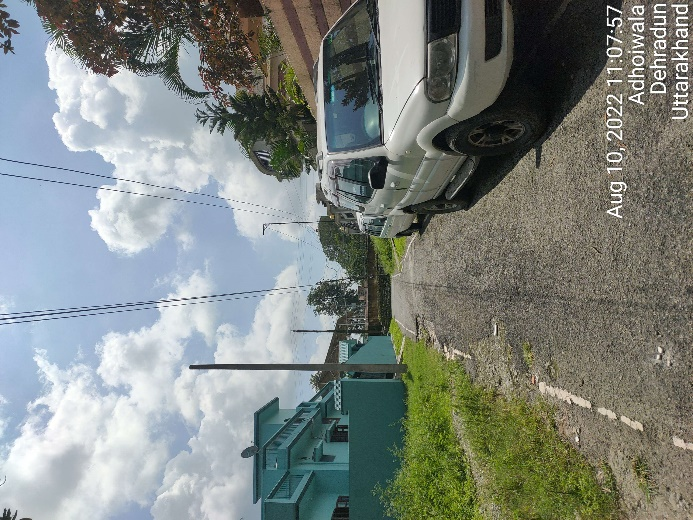 Aug 10, 2022 11:07:57
Adhoiwala
Dehradun
Uttarakhand